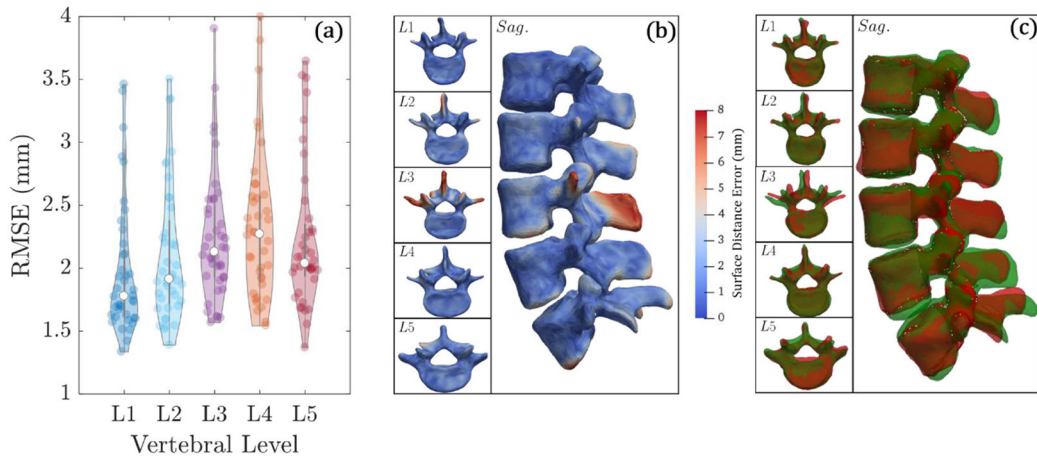 (a)
4
3.5
3
2.5
2
1.5
1
RMSE (mm)
L1 L2 L3 L4 L5
Vertebral Level
L1
L2
L3
L4
L5
Sag.
(b)
8
7
6
5
4
3
2
1
0
Surface Distance Error (mm)
L1
L2
L3
L4
L5
Sag.
(c)